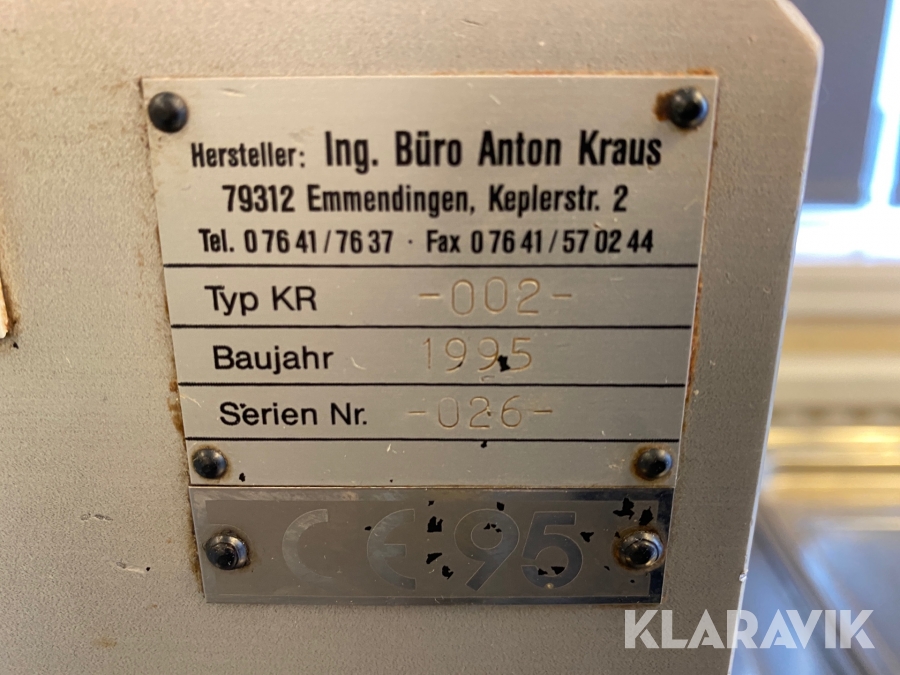 Hersteller: Ing. Büro Anton Kraus
79312 Emmendingen, Keplerstr. 2
Tel. 0 76 41 / 76 37 · Fax 0 76 41 / 57 02 44
Typ KR -002-
Baujahr 1995
Serien Nr. -026-
CE 95
KLARAVIK